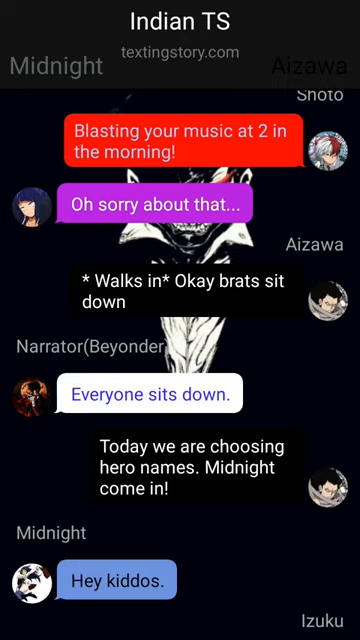 Indian TS
textingstory.com
Midnight
Aizawa
Shoto
Blasting your music at 2 in
the morning!
Oh sorry about that...
Aizawa
* Walks in* Okay brats sit
down
Narrator(Beyonder)
Everyone sits down.
Today we are choosing
hero names. Midnight
come in!
Midnight
Hey kiddos.
Izuku